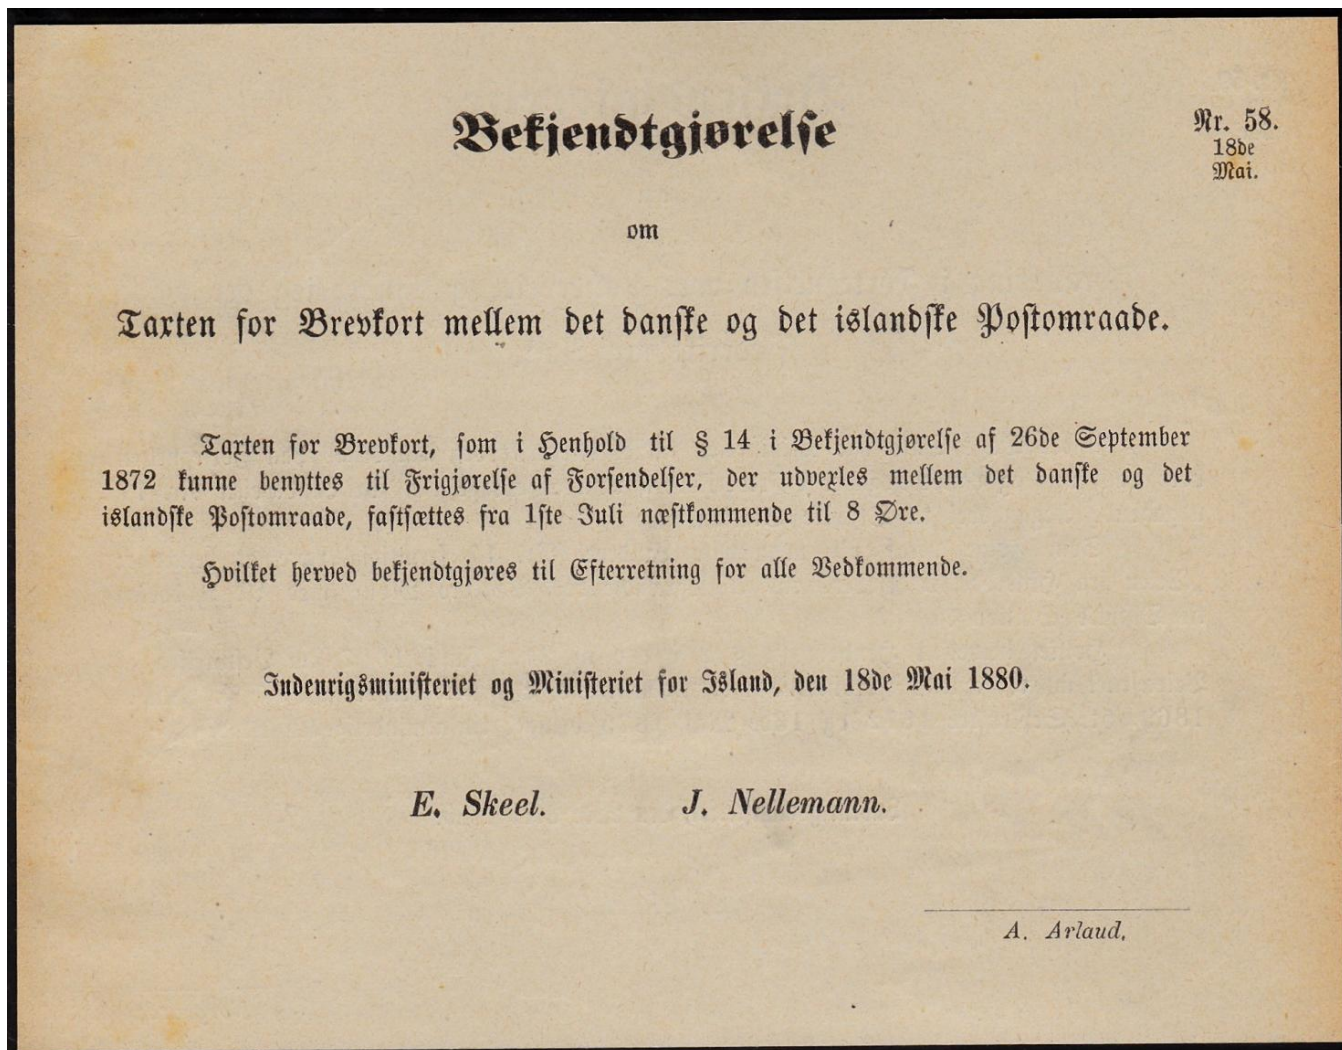 Bekjendtgjørelse
Nr. 58.
18de
Mai.
om
Taxten for Brevkort mellem det danske og det islandske Postomraade.
Taxten for Brevkort, som i Henhold til § 14 i Bekjendtgjørelse af 26de September
1872 kunne benyttes til Frigjørelse af Forsendelser, der udvexles mellem det danske og det
islandske Postomraade, fastsættes fra 1ste Juli næstkommende til 8 Øre.
Hvilket herved bekjendtgjøres til Efterretning for alle Vedkommende.
Indenrigsministeriet og Ministeriet for Island, den 18de Mai 1880.
E. Skeel. J. Nellemann.
A. Arlaud.